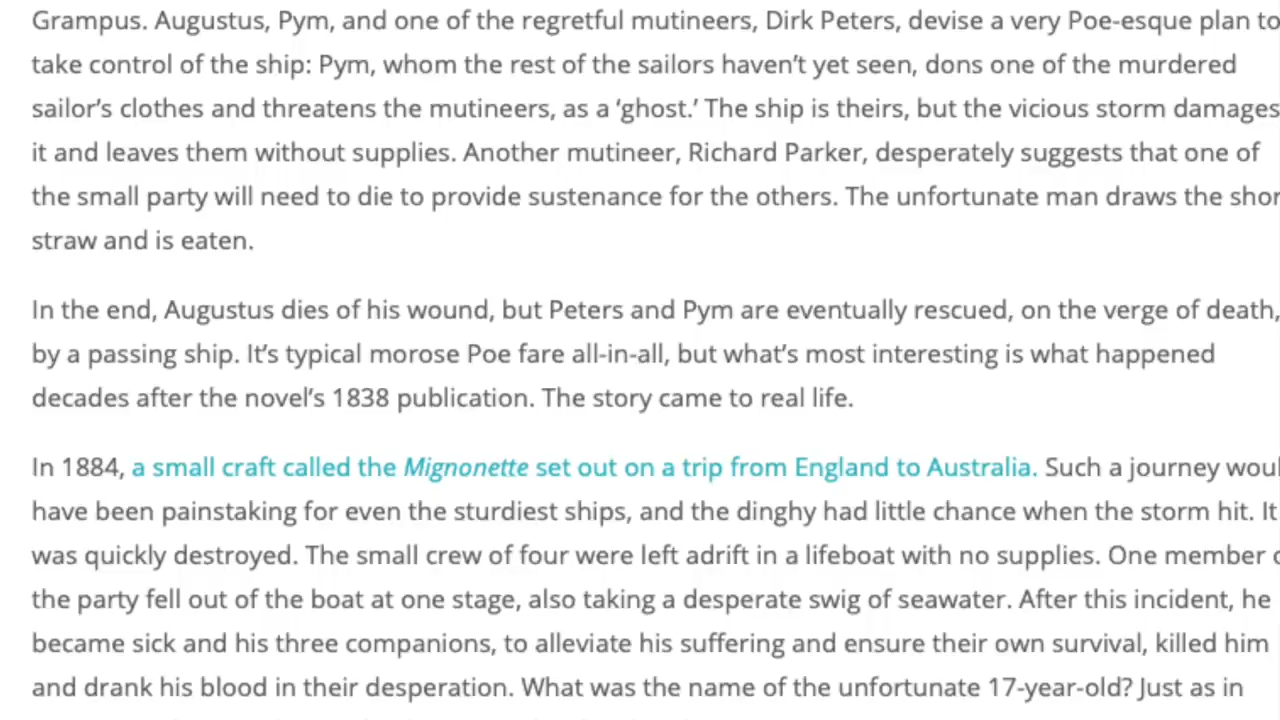 Grampus. Augustus, Pym, and one of the regretful mutineers, Dirk Peters, devise a very Poe-esque plan to
take control of the ship: Pym, whom the rest of the sailors haven’t yet seen, dons one of the murdered
sailor’s clothes and threatens the mutineers, as a ‘ghost.’ The ship is theirs, but the vicious storm damages
it and leaves them without supplies. Another mutineer, Richard Parker, desperately suggests that one of
the small party will need to die to provide sustenance for the others. The unfortunate man draws the shor
straw and is eaten.
In the end, Augustus dies of his wound, but Peters and Pym are eventually rescued, on the verge of death,
by a passing ship. It’s typical morose Poe fare all-in-all, but what’s most interesting is what happened
decades after the novel’s 1838 publication. The story came to real life.
In 1884, a small craft called the Mignonette set out on a trip from England to Australia. Such a journey woul
have been painstaking for even the sturdiest ships, and the dinghy had little chance when the storm hit. It
was quickly destroyed. The small crew of four were left adrift in a lifeboat with no supplies. One member
the party fell out of the boat at one stage, also taking a desperate swig of seawater. After this incident, he
became sick and his three companions, to alleviate his suffering and ensure their own survival, killed him
and drank his blood in their desperation. What was the name of the unfortunate 17-year-old? Just as in